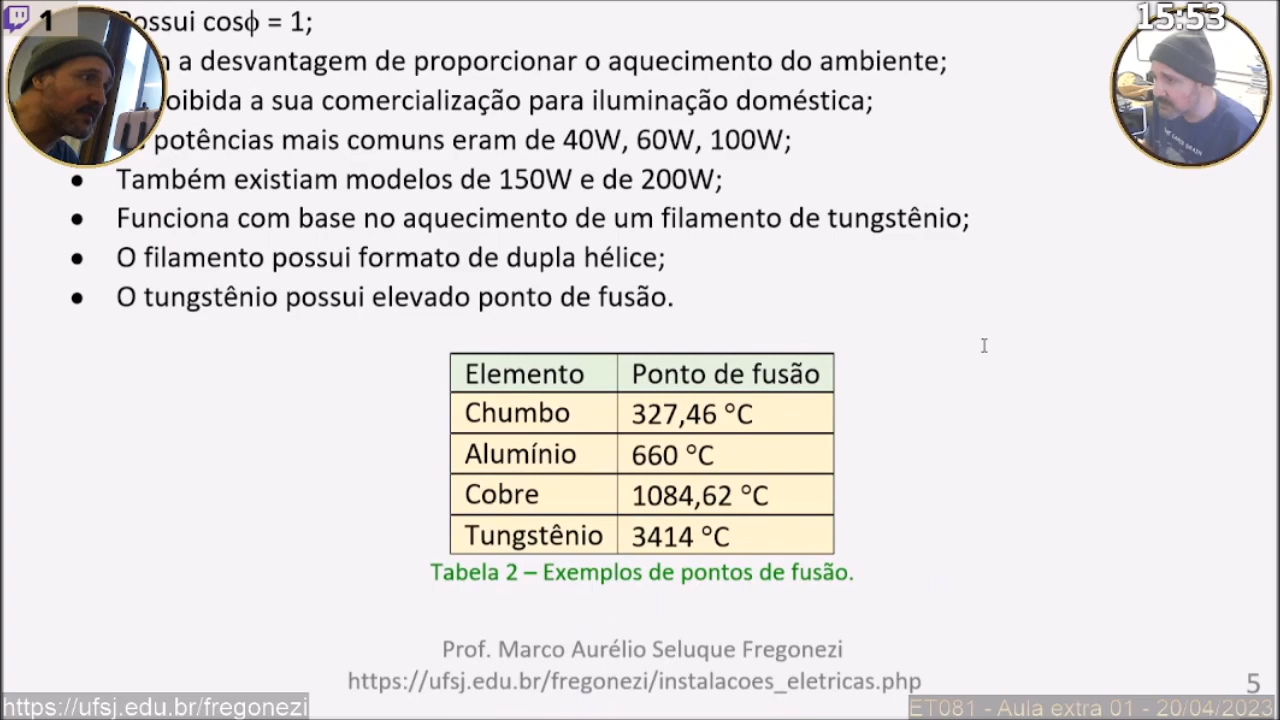 1
15:53
ossui cosϕ = 1;
a desvantagem de proporcionar o aquecimento do ambiente;
oibida a sua comercialização para iluminação doméstica;
potências mais comuns eram de 40W, 60W, 100W;
• Também existiam modelos de 150W e de 200W;
• Funciona com base no aquecimento de um filamento de tungstênio;
• O filamento possui formato de dupla hélice;
• O tungstênio possui elevado ponto de fusão.
Elemento Ponto de fusão
Chumbo 327,46 °C
Alumínio 660 °C
Cobre 1084,62 °C
Tungstênio 3414 °C
Tabela 2 – Exemplos de pontos de fusão.
Prof. Marco Aurélio Seluque Fregonezi
https://ufsj.edu.br/fregonezi/instalacoes_eletricas.php
5
https://ufsj.edu.br/fregonezi
ET081 - Aula extra 01 - 20/04/2023